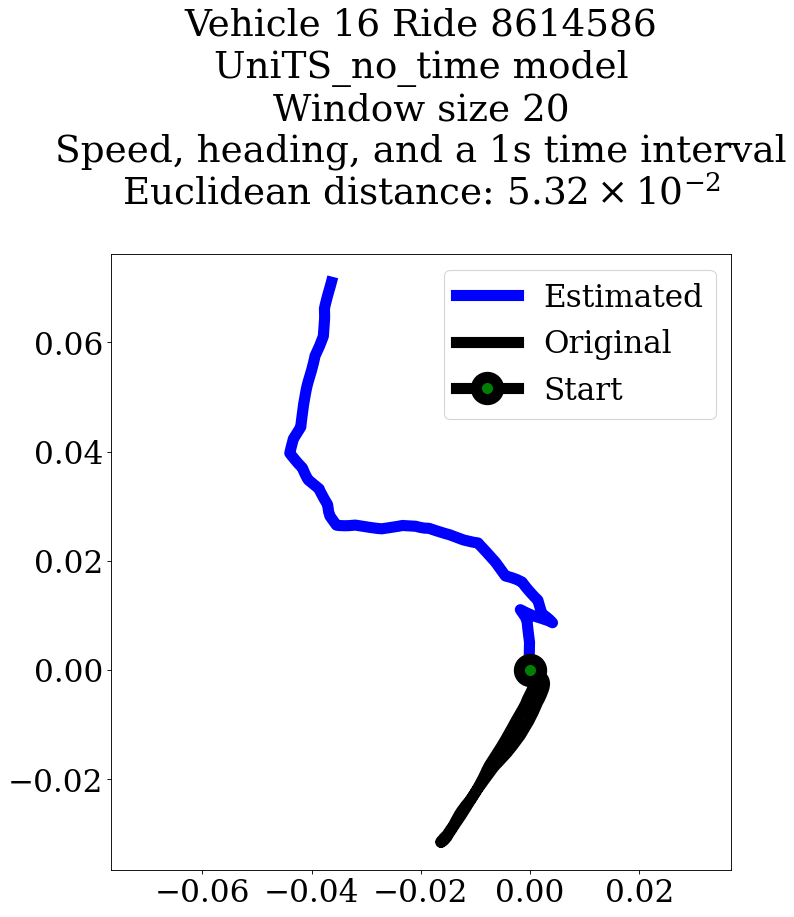 Vehicle 16 Ride 8614586
UniTS_no_time model
Window size 20
Speed, heading, and a 1s time interval
Euclidean distance: 5.32 × 10⁻²
Estimated
Original
Start
0.06
0.04
0.02
0.00
−0.02
−0.06 −0.04 −0.02 0.00 0.02